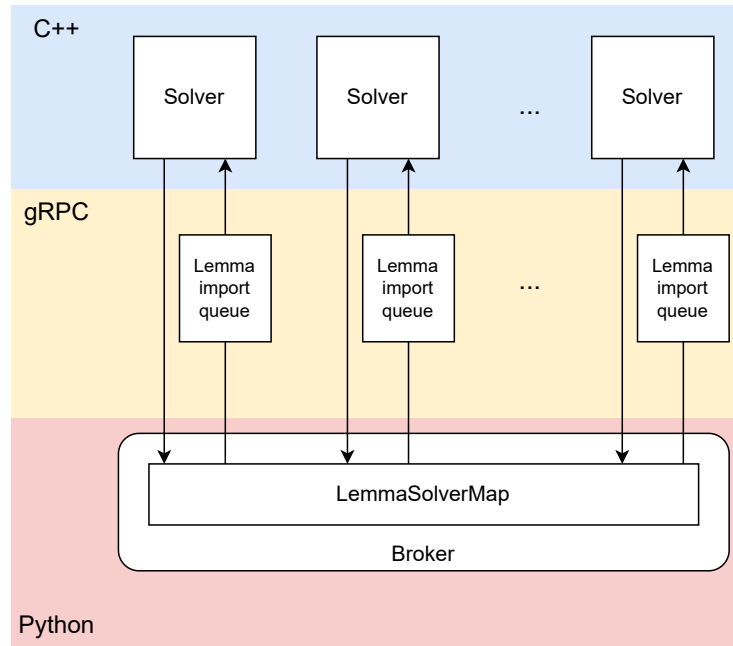 C++
Solver
Solver
...
Solver
gRPC
Lemma
import
queue
Lemma
import
queue
...
Lemma
import
queue
LemmaSolverMap
Broker
Python